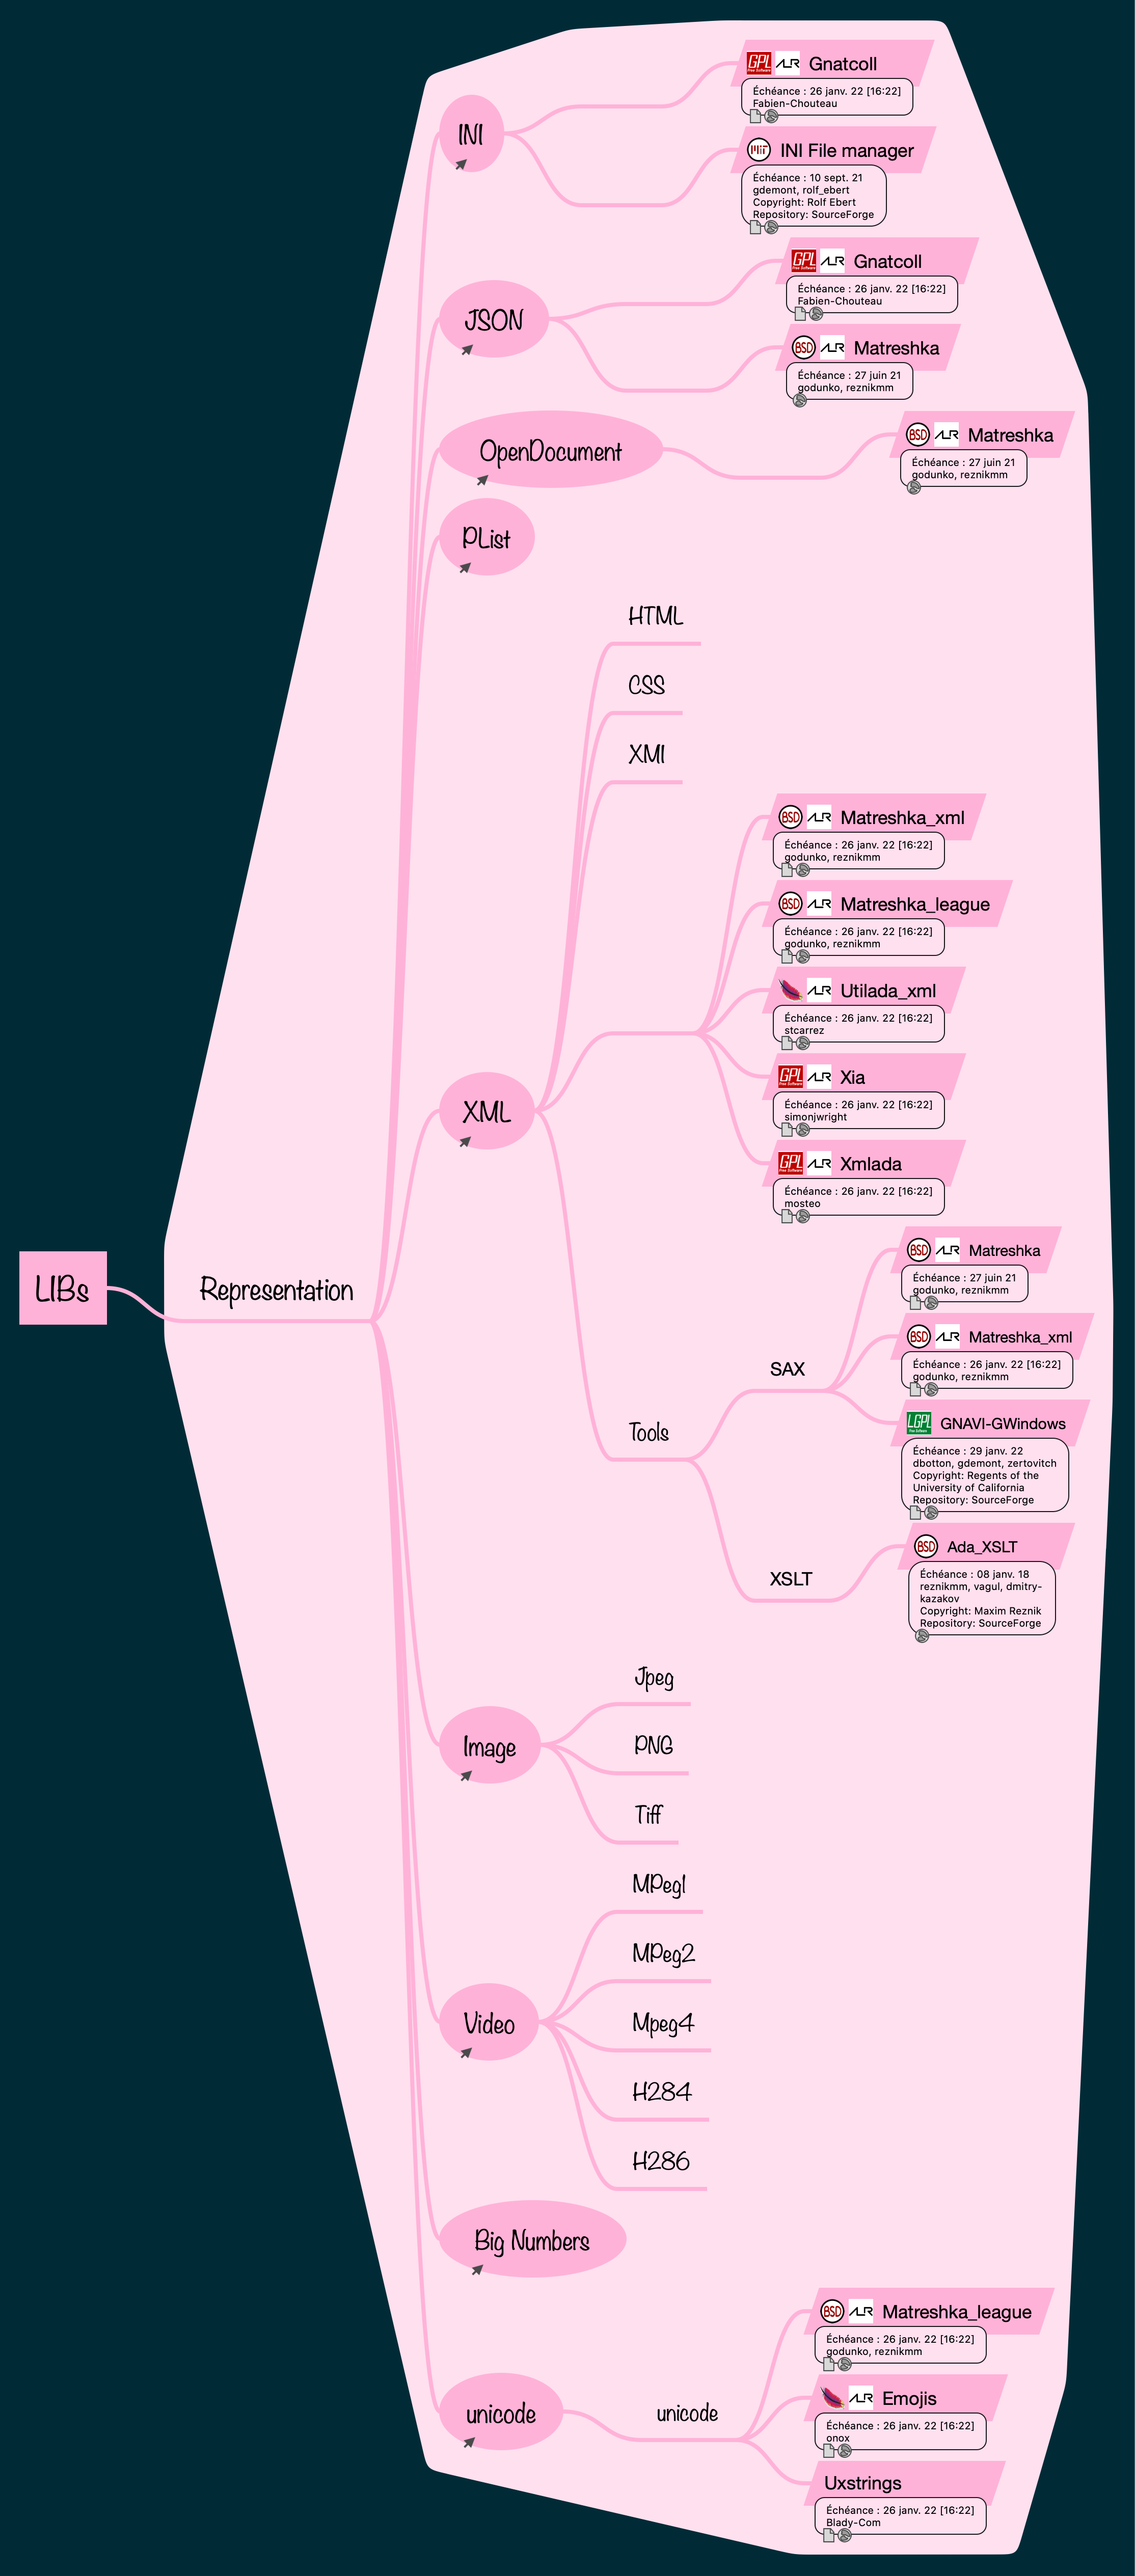 LIBs
Representation
INI
GPL
Free Software
ALR
Gnatcoll
Échéance : 26 janv. 22 [16:22]
Fabien-Chouteau
MIT
INI File manager
Échéance : 10 sept. 21
gdemont, rolf_ebert
Copyright: Rolf Ebert
Repository: SourceForge
JSON
GPL
Free Software
ALR
Gnatcoll
Échéance : 26 janv. 22 [16:22]
Fabien-Chouteau
BSD
ALR
Matreshka
Échéance : 27 juin 21
godunko, reznikmm
OpenDocument
BSD
ALR
Matreshka
Échéance : 27 juin 21
godunko, reznikmm
PList
XML
HTML
CSS
XMI
BSD
ALR
Matreshka_xml
Échéance : 26 janv. 22 [16:22]
godunko, reznikmm
BSD
ALR
Matreshka_league
Échéance : 26 janv. 22 [16:22]
godunko, reznikmm
ALR
Utilada_xml
Échéance : 26 janv. 22 [16:22]
stcarrez
GPL
Free Software
ALR
Xia
Échéance : 26 janv. 22 [16:22]
simonjwright
GPL
Free Software
ALR
Xmlada
Échéance : 26 janv. 22 [16:22]
mosteo
Tools
SAX
BSD
ALR
Matreshka
Échéance : 27 juin 21
godunko, reznikmm
BSD
ALR
Matreshka_xml
Échéance : 26 janv. 22 [16:22]
godunko, reznikmm
LGPL
Free Software
GNAVI-GWindows
Échéance : 29 janv. 22
dbotton, gdemont, zertovitch
Copyright: Regents of the
University of California
Repository: SourceForge
XSLT
BSD
Ada_XSLT
Échéance : 08 janv. 18
reznikmm, vagul, dmitry-
kazakov
Copyright: Maxim Reznik
Repository: SourceForge
Image
Jpeg
PNG
Tiff
Video
MPeg1
MPeg2
Mpeg4
H284
H286
Big Numbers
unicode
unicode
BSD
ALR
Matreshka_league
Échéance : 26 janv. 22 [16:22]
godunko, reznikmm
ALR
Emojis
Échéance : 26 janv. 22 [16:22]
onox
Uxstrings
Échéance : 26 janv. 22 [16:22]
Blady-Com